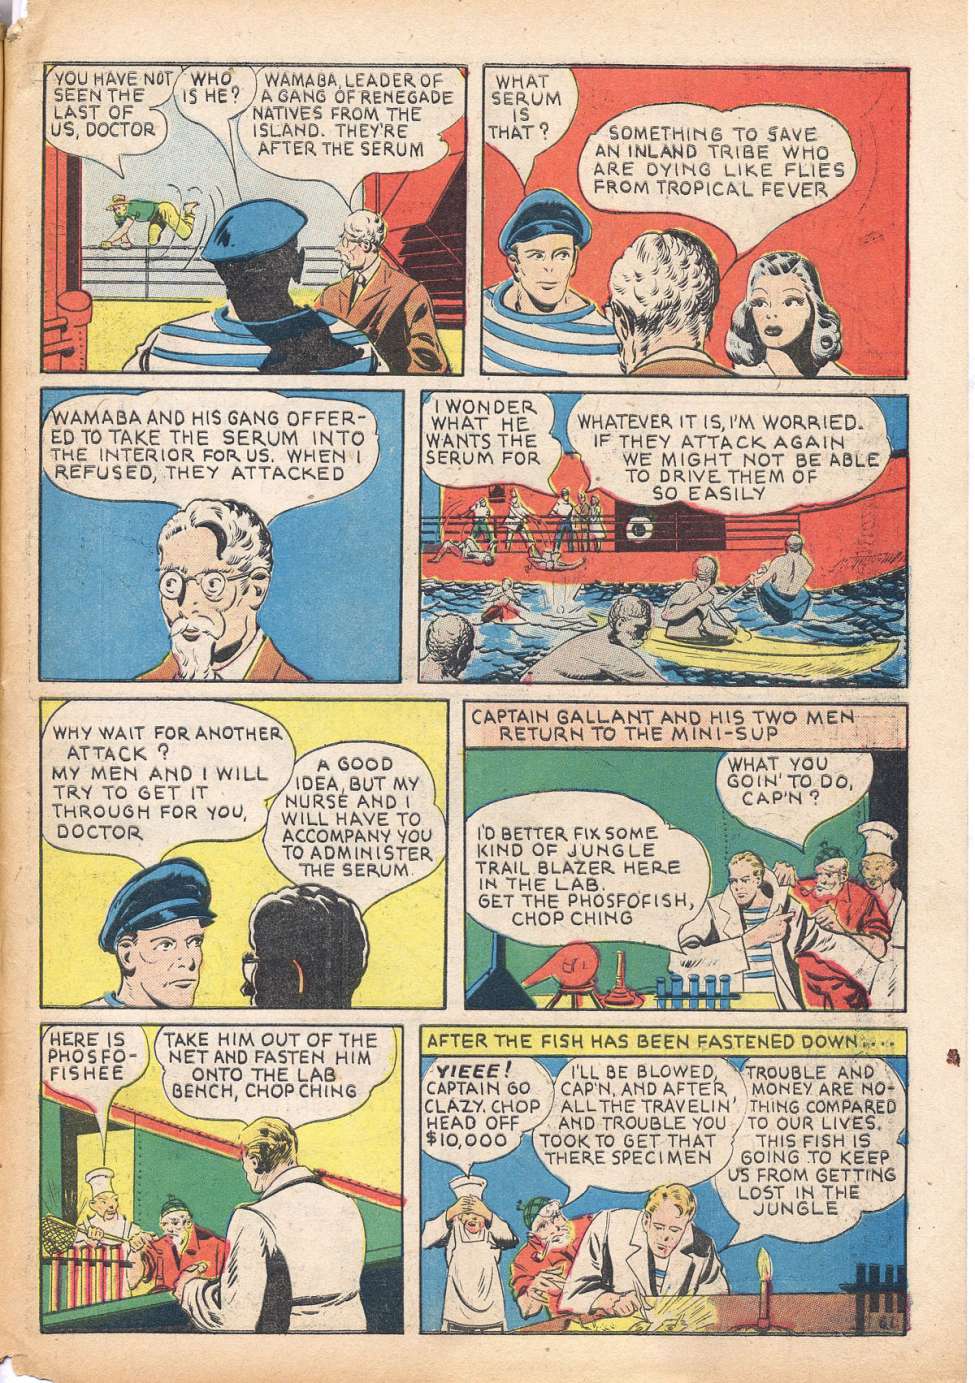 YOU HAVE NOT
SEEN THE
LAST OF
US, DOCTOR
WHO
IS HE?
WAMABA, LEADER OF
A GANG OF RENEGADE
NATIVES FROM THE
ISLAND. THEY'RE
AFTER THE SERUM
WHAT
SERUM
IS
THAT?
SOMETHING TO SAVE
AN INLAND TRIBE WHO
ARE DYING LIKE FLIES
FROM TROPICAL FEVER
WAMABA AND HIS GANG OFFER-
ED TO TAKE THE SERUM INTO
THE INTERIOR FOR US. WHEN I
REFUSED, THEY ATTACKED
I WONDER
WHAT HE
WANTS THE
SERUM FOR
WHATEVER IT IS, I'M WORRIED.
IF THEY ATTACK AGAIN
WE MIGHT NOT BE ABLE
TO DRIVE THEM OF
SO EASILY
WHY WAIT FOR ANOTHER
ATTACK?
MY MEN AND I WILL
TRY TO GET IT
THROUGH FOR YOU,
DOCTOR
A GOOD
IDEA, BUT MY
NURSE AND I
WILL HAVE TO
ACCOMPANY YOU
TO ADMINISTER
THE SERUM.
CAPTAIN GALLANT AND HIS TWO MEN
RETURN TO THE MINI-SUP
WHAT YOU
GOIN' TO DO,
CAP'N?
I'D BETTER FIX SOME
KIND OF JUNGLE
TRAIL BLAZER HERE
IN THE LAB.
GET THE PHOSFOFISH,
CHOP CHING
HERE IS
PHOSFO-
FISHEE
TAKE HIM OUT OF THE
NET AND FASTEN HIM
ONTO THE LAB
BENCH, CHOP CHING
AFTER THE FISH HAS BEEN FASTENED DOWN....
YIEEE!
CAPTAIN GO
CLAZY. CHOP
HEAD OFF
$10,000
I'LL BE BLOWED,
CAP'N, AND AFTER
ALL THE TRAVELIN'
AND TROUBLE YOU
TOOK TO GET THAT
THERE SPECIMEN
TROUBLE AND
MONEY ARE NO-
THING COMPARED
TO OUR LIVES.
THIS FISH IS
GOING TO KEEP
US FROM GETTING
LOST IN THE
JUNGLE